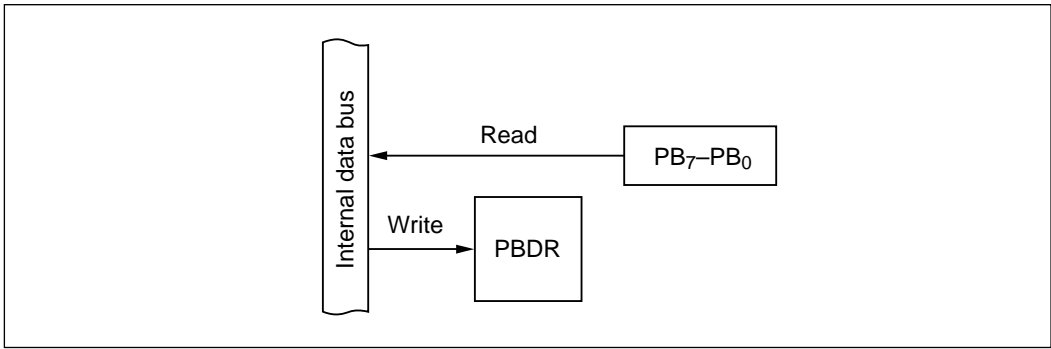 Internal data bus
Read
PB7–PB0
Write
PBDR